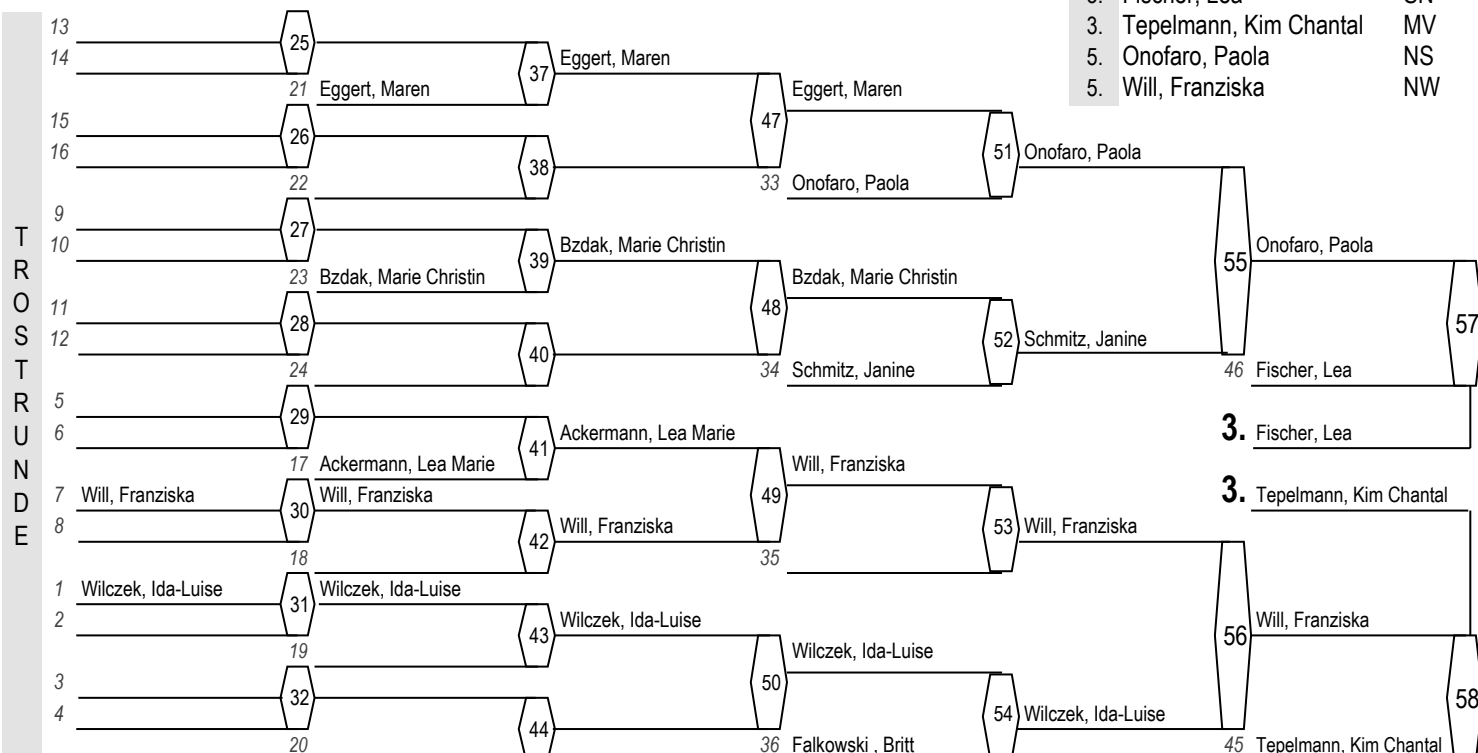 3. Fischer, Lea SN
3. Tepelmann, Kim Chantal MV
5. Onofaro, Paola NS
5. Will, Franziska NW
TROSTRUNDE
13
14
25
21 Eggert, Maren
37
Eggert, Maren
15
16
26
22
38
47
Eggert, Maren
33 Onofaro, Paola
51
Onofaro, Paola
9
10
27
23 Bzdak, Marie Christin
39
Bzdak, Marie Christin
11
12
28
24
40
48
Bzdak, Marie Christin
34 Schmitz, Janine
52
Schmitz, Janine
55
Onofaro, Paola
46 Fischer, Lea
57
3. Fischer, Lea
5
6
29
17 Ackermann, Lea Marie
41
Ackermann, Lea Marie
7 Will, Franziska
8
30
Will, Franziska
18
42
Will, Franziska
49
Will, Franziska
35
53
Will, Franziska
3. Tepelmann, Kim Chantal
1 Wilczek, Ida-Luise
2
31
Wilczek, Ida-Luise
19
43
Wilczek, Ida-Luise
3
4
32
20
44
50
Wilczek, Ida-Luise
36 Falkowski , Britt
54
Wilczek, Ida-Luise
56
Will, Franziska
45 Tepelmann, Kim Chantal
58